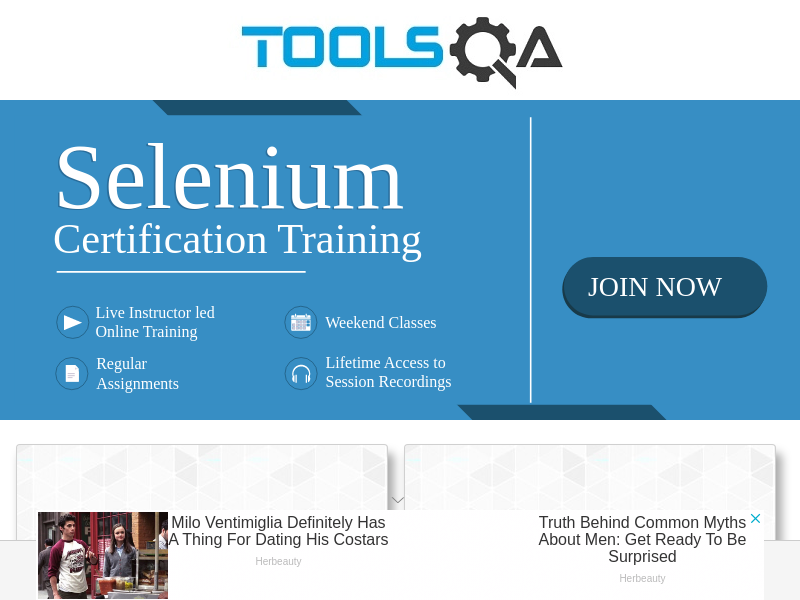 TOOLSQA
Selenium
Certification Training
JOIN NOW
Live Instructor led
Online Training
Weekend Classes
Regular
Assignments
Lifetime Access to
Session Recordings
Milo Ventimiglia Definitely Has
A Thing For Dating His Costars
Herbeauty
Truth Behind Common Myths
About Men: Get Ready To Be
Surprised
Herbeauty